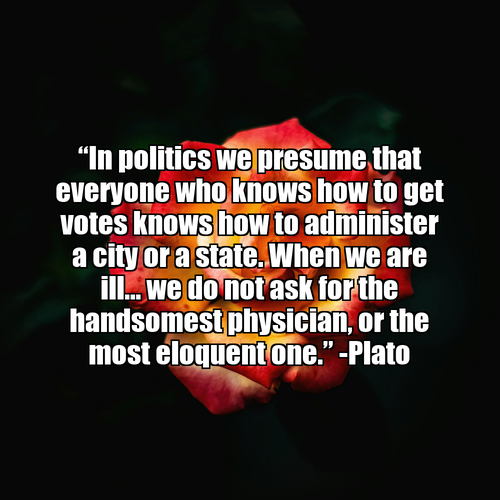 “In politics we presume that
everyone who knows how to get
votes knows how to administer
a city or a state. When we are
ill... we do not ask for the
handsomest physician, or the
most eloquent one.” -Plato